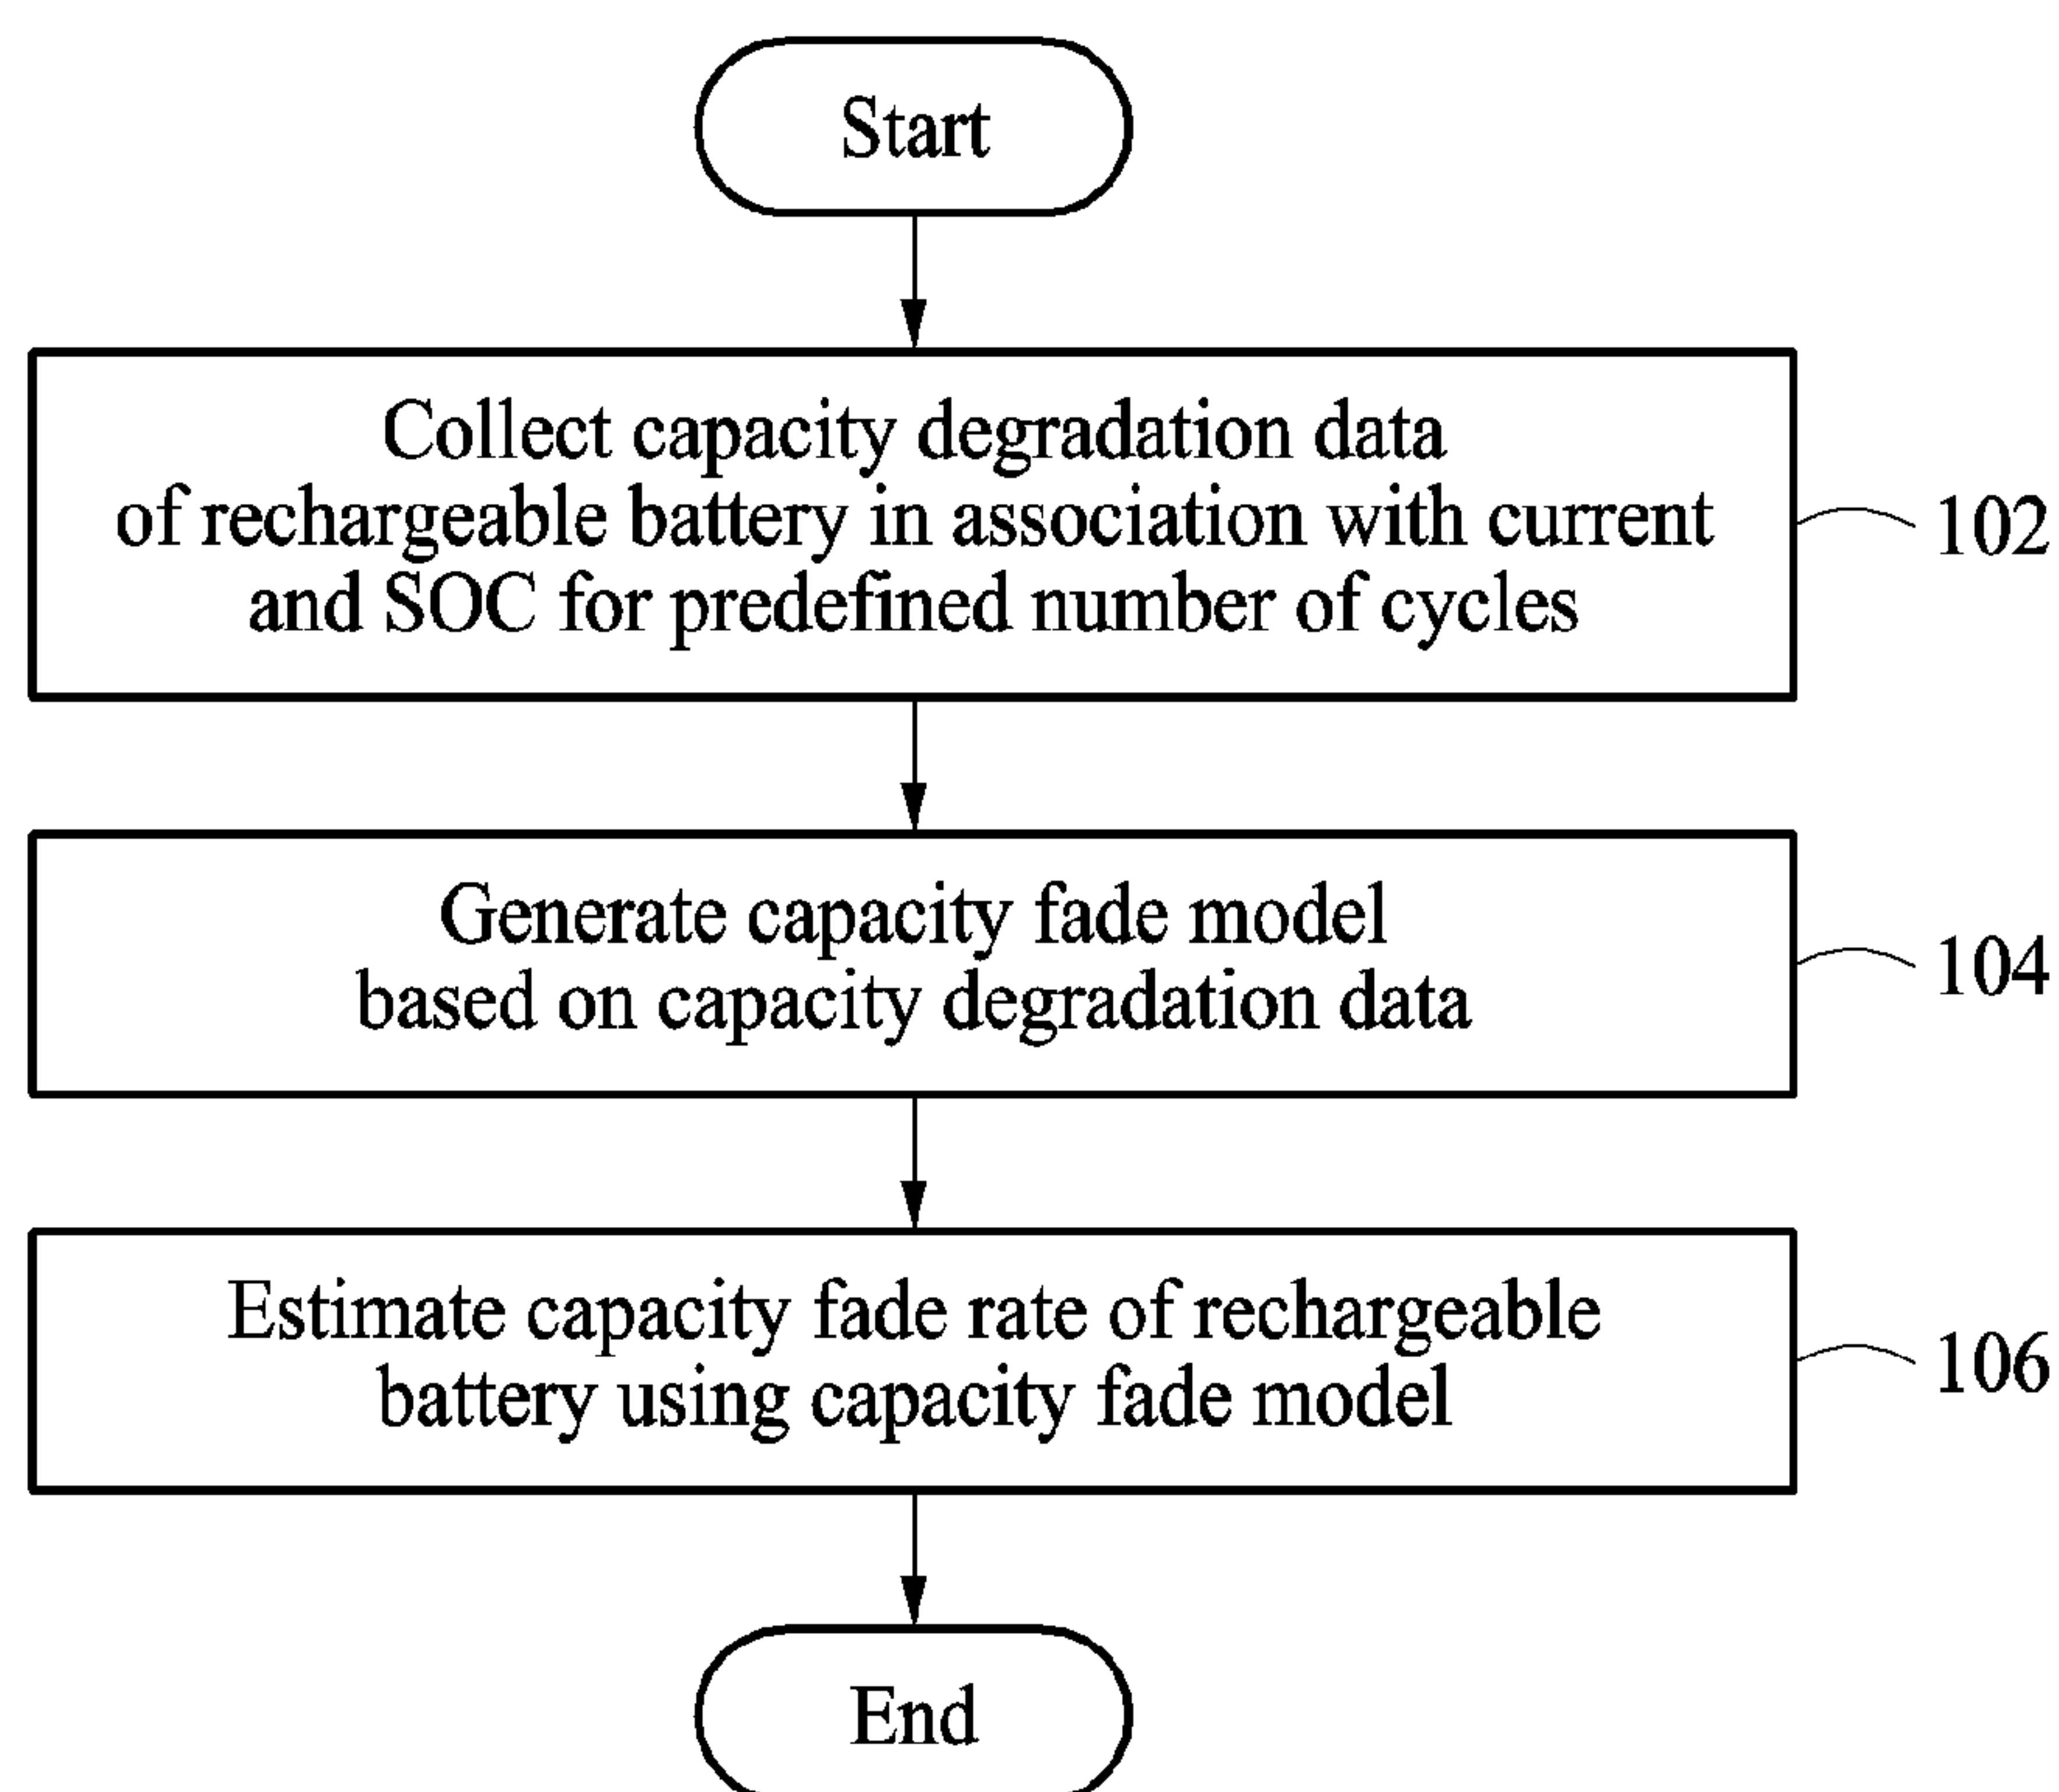 Start
Collect capacity degradation data
of rechargeable battery in association with current
and SOC for predefined number of cycles
102
Generate capacity fade model
based on capacity degradation data
104
Estimate capacity fade rate of rechargeable
battery using capacity fade model
106
End